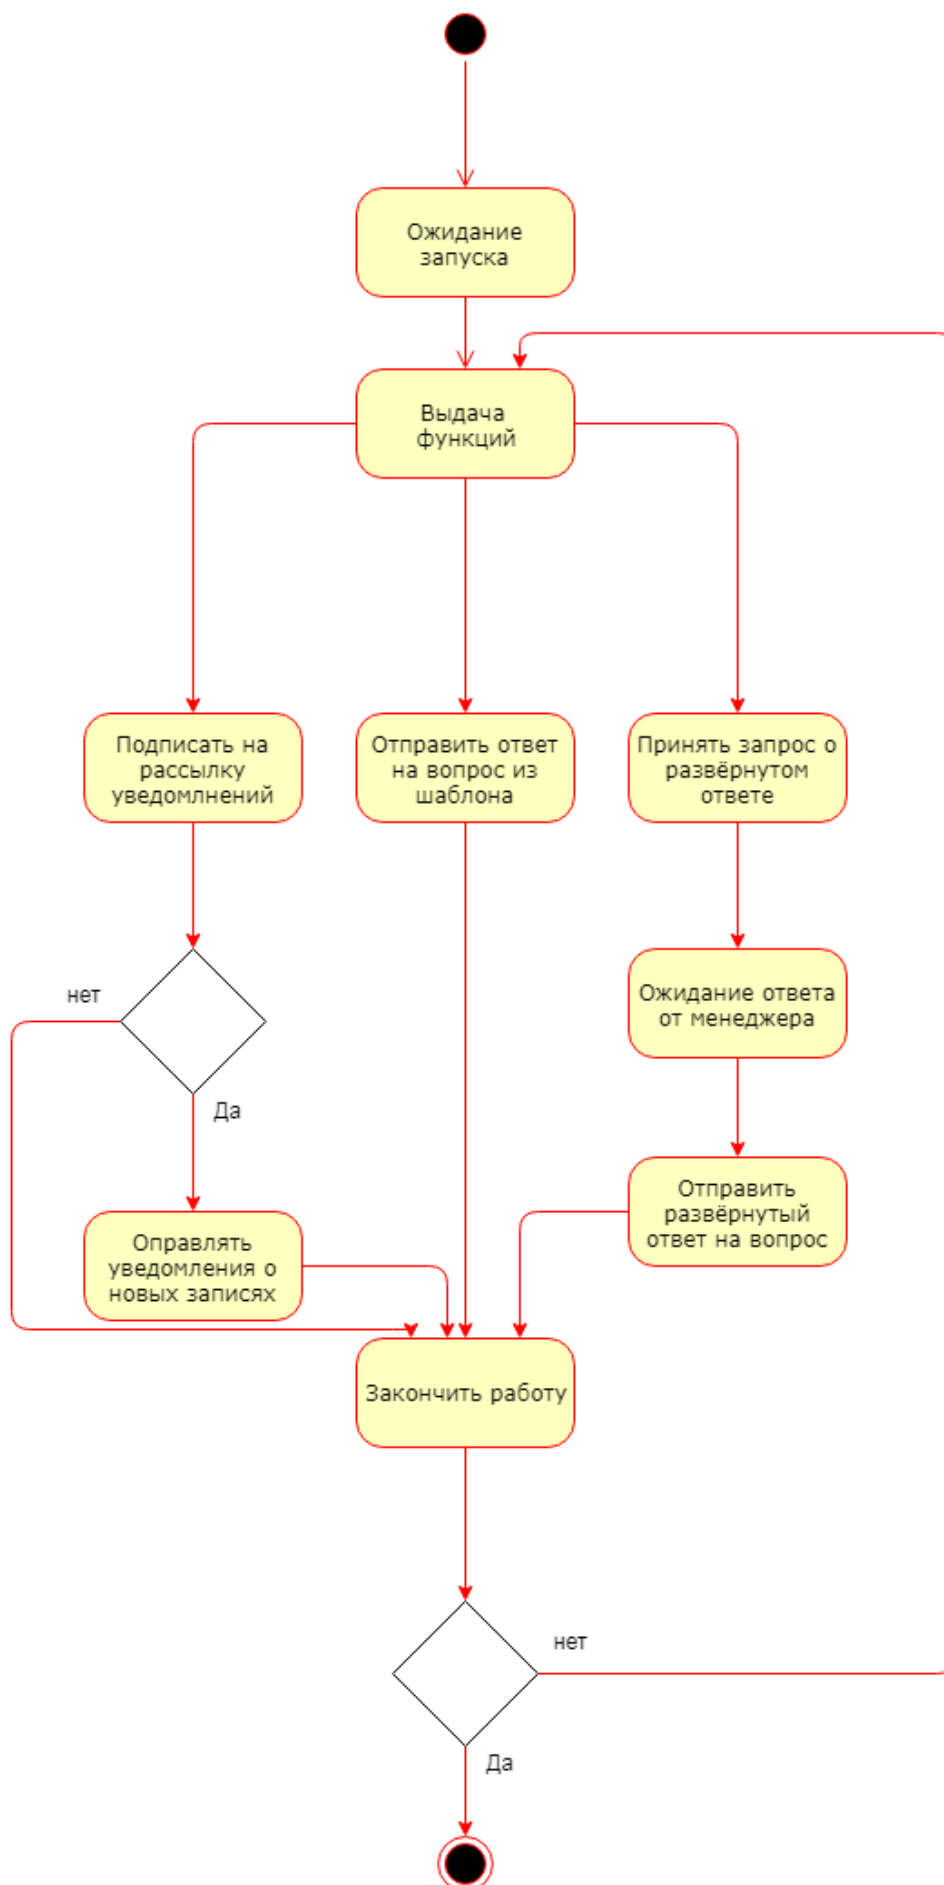 Ожидание
запуска
Выдача
функций
Подписать на
рассылку
уведомлнений
Отправить ответ
на вопрос из
шаблона
Принять запрос о
развёрнутом
ответе
нет
Ожидание ответа
от менеджера
Да
Отправить
развёрнутый
ответ на вопрос
Оправлять
уведомления о
новых записях
Закончить работу
нет
Да